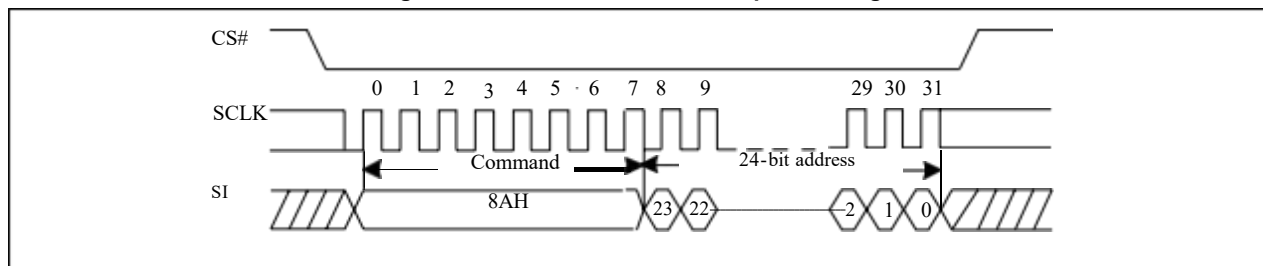 CS#
0 1 2 3 4 5 6 7 8 9 29 30 31
SCLK
Command 24-bit address
SI
8AH 23 22 2 1 0